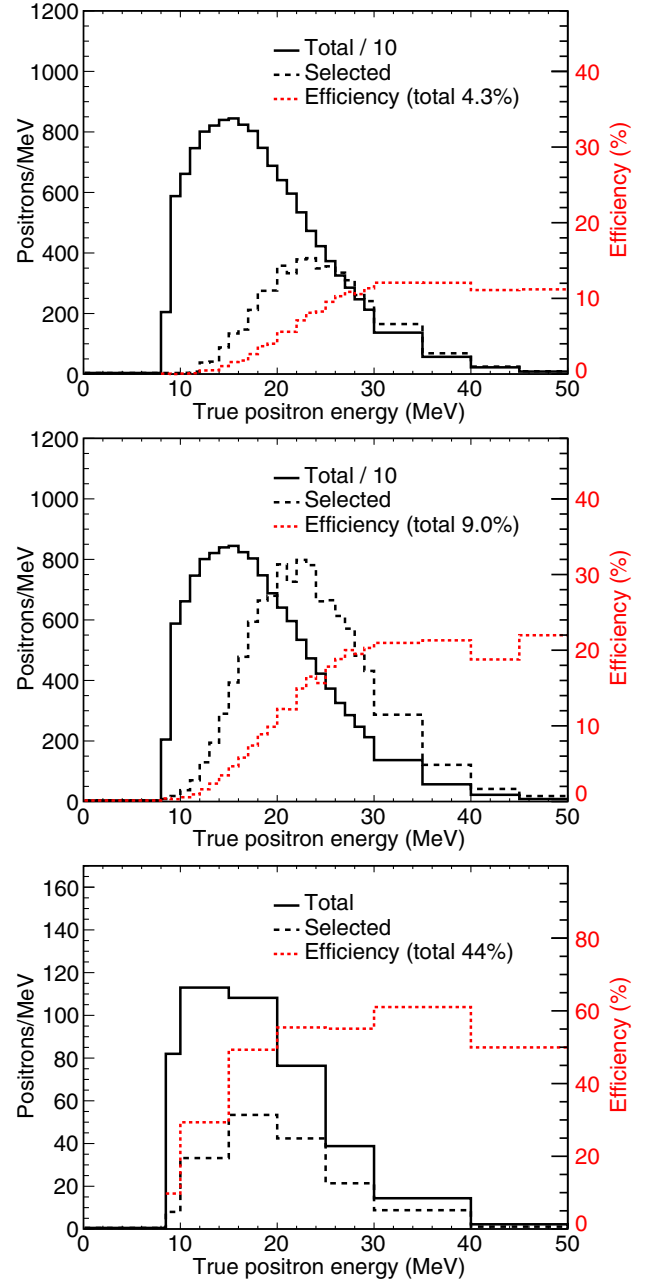 1200
1000
800
600
400
200
0
Positrons/MeV
Total / 10
Selected
Efficiency (total 4.3%)
40
30
20
10
0
Efficiency (%)
0 10 20 30 40 50
True positron energy (MeV)
1200
1000
800
600
400
200
0
Positrons/MeV
Total / 10
Selected
Efficiency (total 9.0%)
40
30
20
10
0
Efficiency (%)
0 10 20 30 40 50
True positron energy (MeV)
160
140
120
100
80
60
40
20
0
Positrons/MeV
Total
Selected
Efficiency (total 44%)
80
60
40
20
0
Efficiency (%)
0 10 20 30 40 50
True positron energy (MeV)